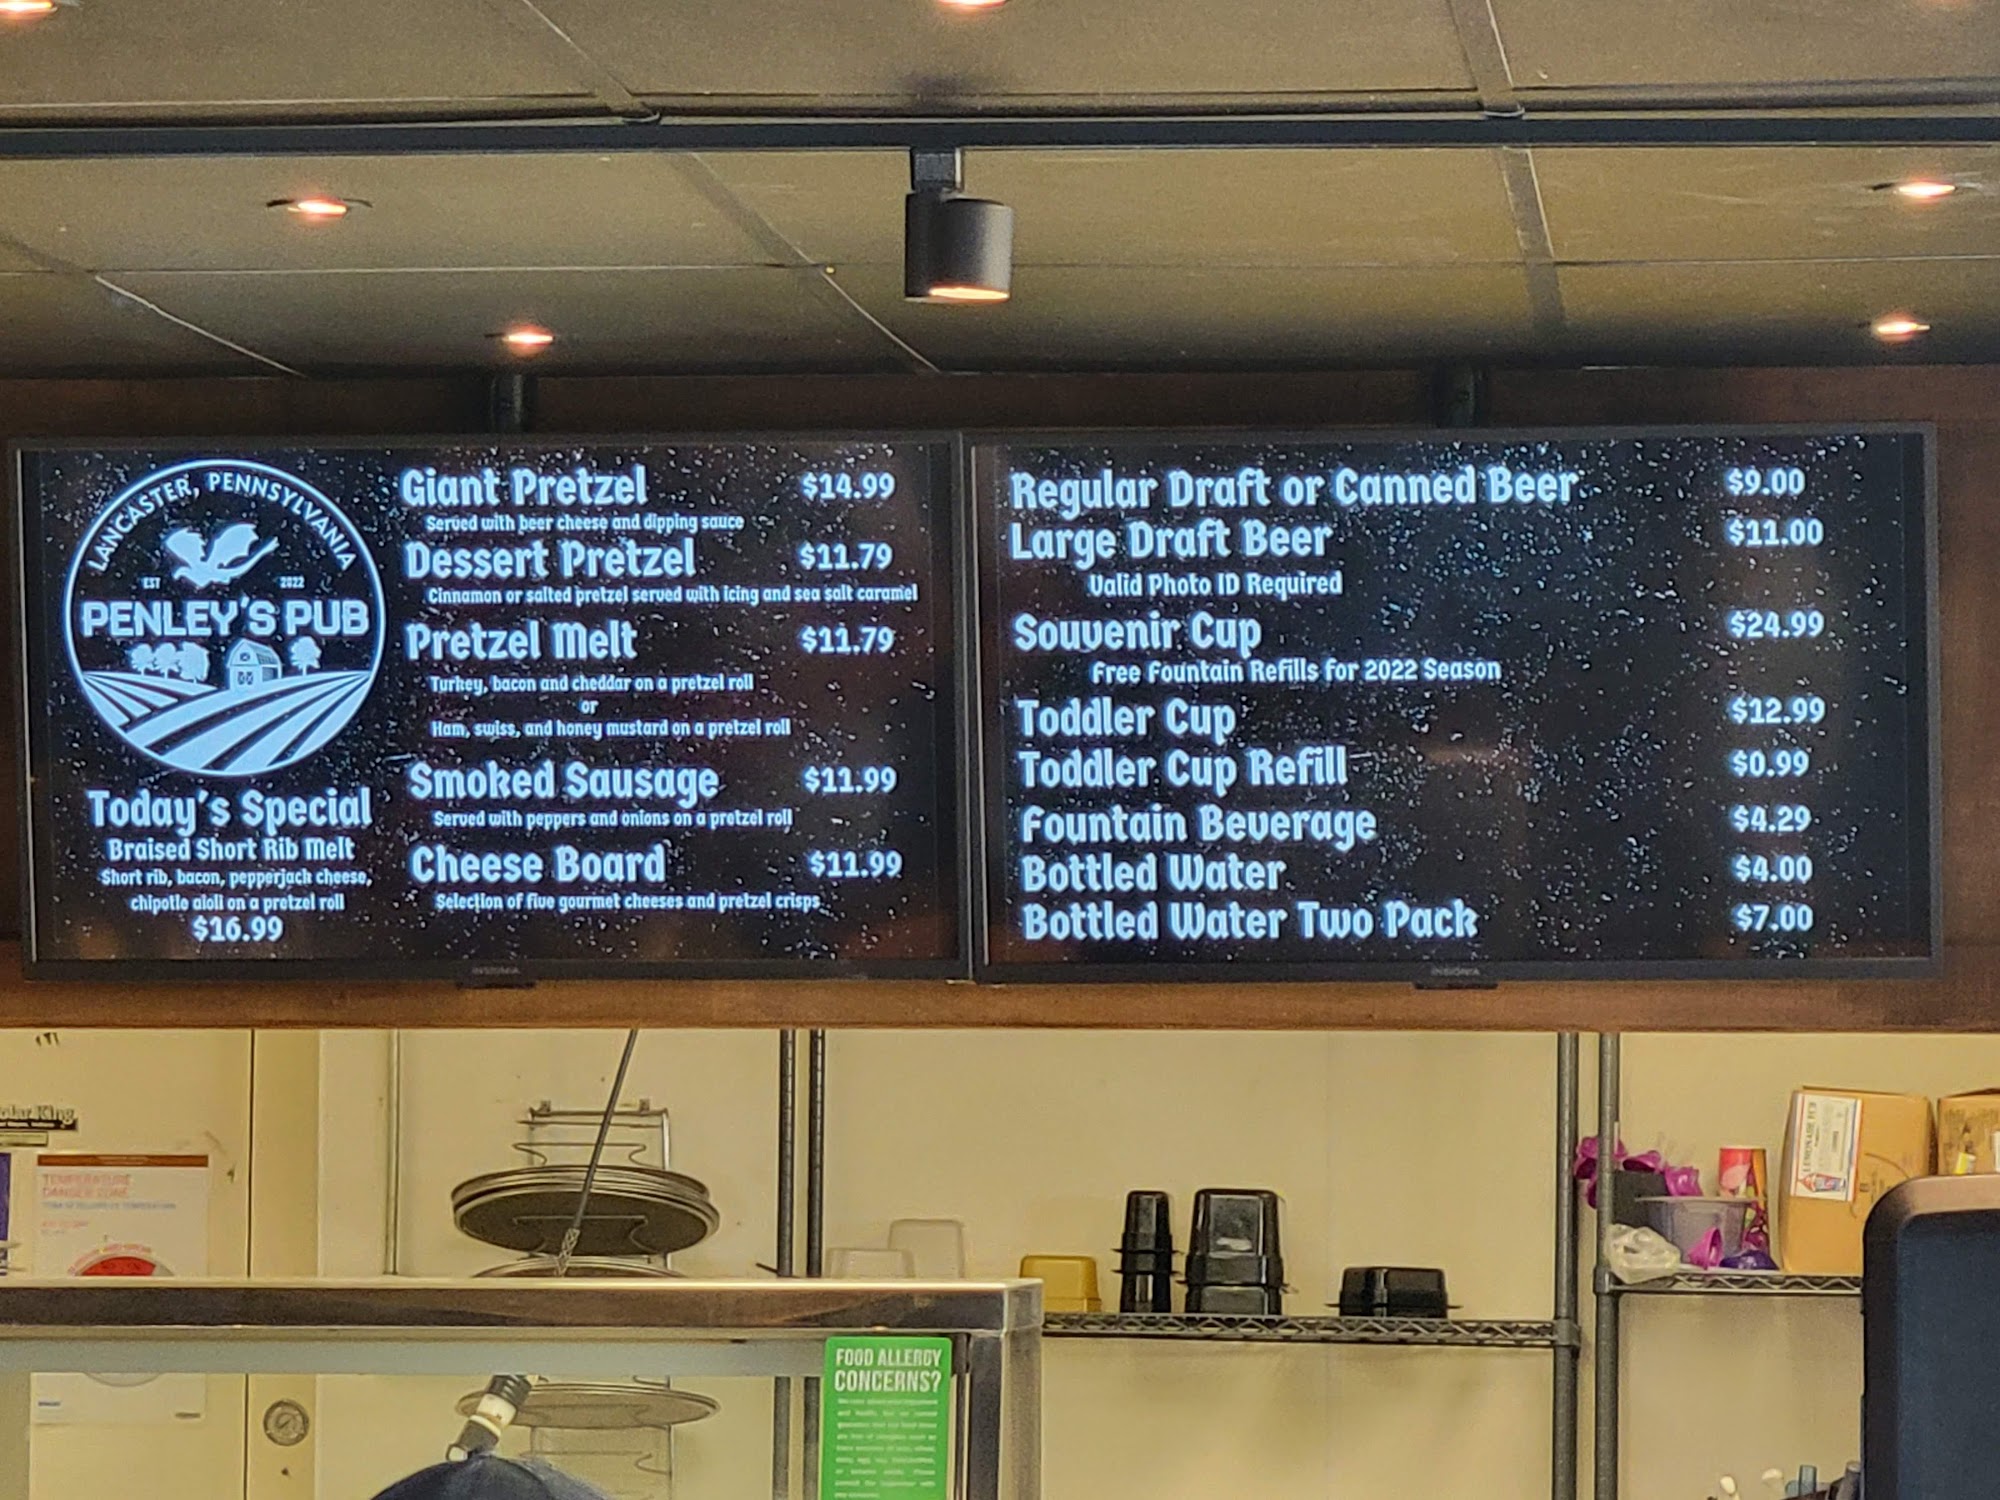 LANCASTER, PENNSYLVANIA
EST 2022
PENLEY'S PUB
Today's Special
Braised Short Rib Melt
Short rib, bacon, pepperjack cheese,
chipotle aioli on a pretzel roll
$16.99
Giant Pretzel $14.99
Served with beer cheese and dipping sauce
Dessert Pretzel $11.79
Cinnamon or salted pretzel served with icing and sea salt caramel
Pretzel Melt $11.79
Turkey, bacon and cheddar on a pretzel roll
or
Ham, swiss, and honey mustard on a pretzel roll
Smoked Sausage $11.99
Served with peppers and onions on a pretzel roll
Cheese Board $11.99
Selection of five gourmet cheeses and pretzel crisps
INSIGNIA
Regular Draft or Canned Beer $9.00
Large Draft Beer $11.00
Valid Photo ID Required
Souvenir Cup $24.99
Free Fountain Refills for 2022 Season
Toddler Cup $12.99
Toddler Cup Refill $0.99
Fountain Beverage $4.29
Bottled Water $4.00
Bottled Water Two Pack $7.00
INSIGNIA
TEMPERATURE
DANGER ZONE
FOOD ALLERGY
CONCERNS?